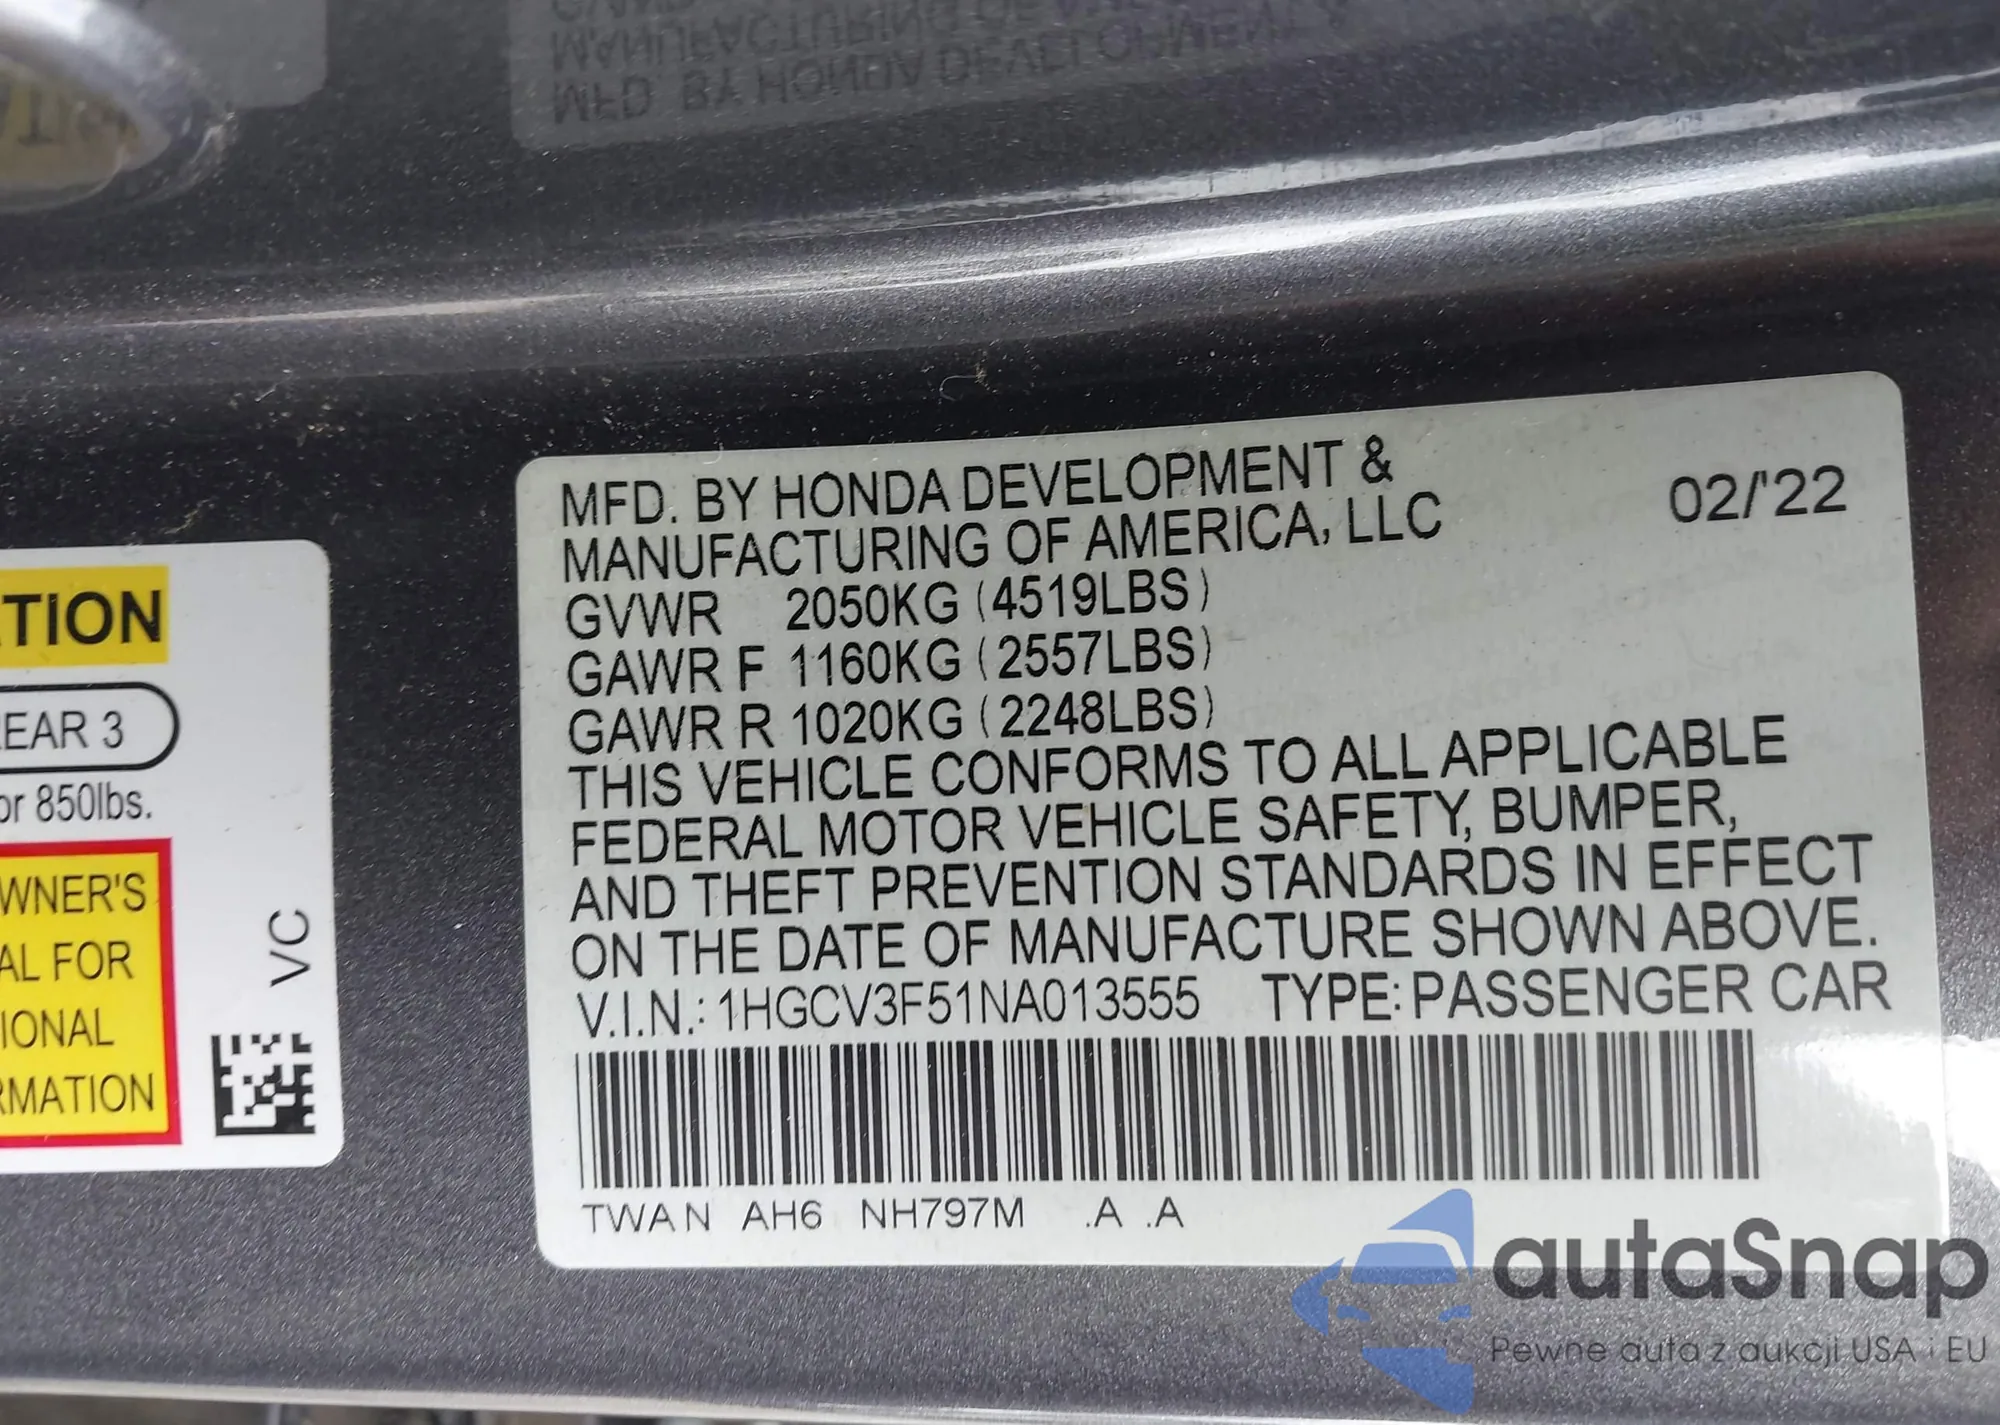 MFD. BY HONDA DEVELOPMENT &
MANUFACTURING OF AMERICA, LLC
02/'22
GVWR 2050KG (4519LBS)
GAWR F 1160KG (2557LBS)
GAWR R 1020KG (2248LBS)
THIS VEHICLE CONFORMS TO ALL APPLICABLE
FEDERAL MOTOR VEHICLE SAFETY, BUMPER,
AND THEFT PREVENTION STANDARDS IN EFFECT
ON THE DATE OF MANUFACTURE SHOWN ABOVE.
V.I.N.: 1HGCV3F51NA013555 TYPE: PASSENGER CAR
TWAN AH6 NH797M .A .A
TION
EAR 3
or 850lbs.
WNER'S
AL FOR
IONAL
RMATION
VC
autaSnap
Pewne auta z aukcji USA i EU